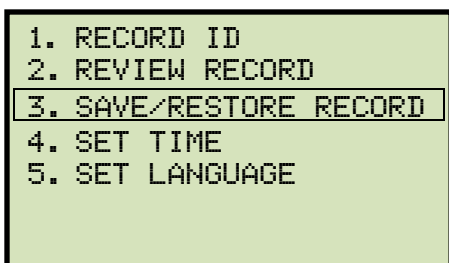 1. RECORD ID
2. REVIEW RECORD
3. SAVE/RESTORE RECORD
4. SET TIME
5. SET LANGUAGE